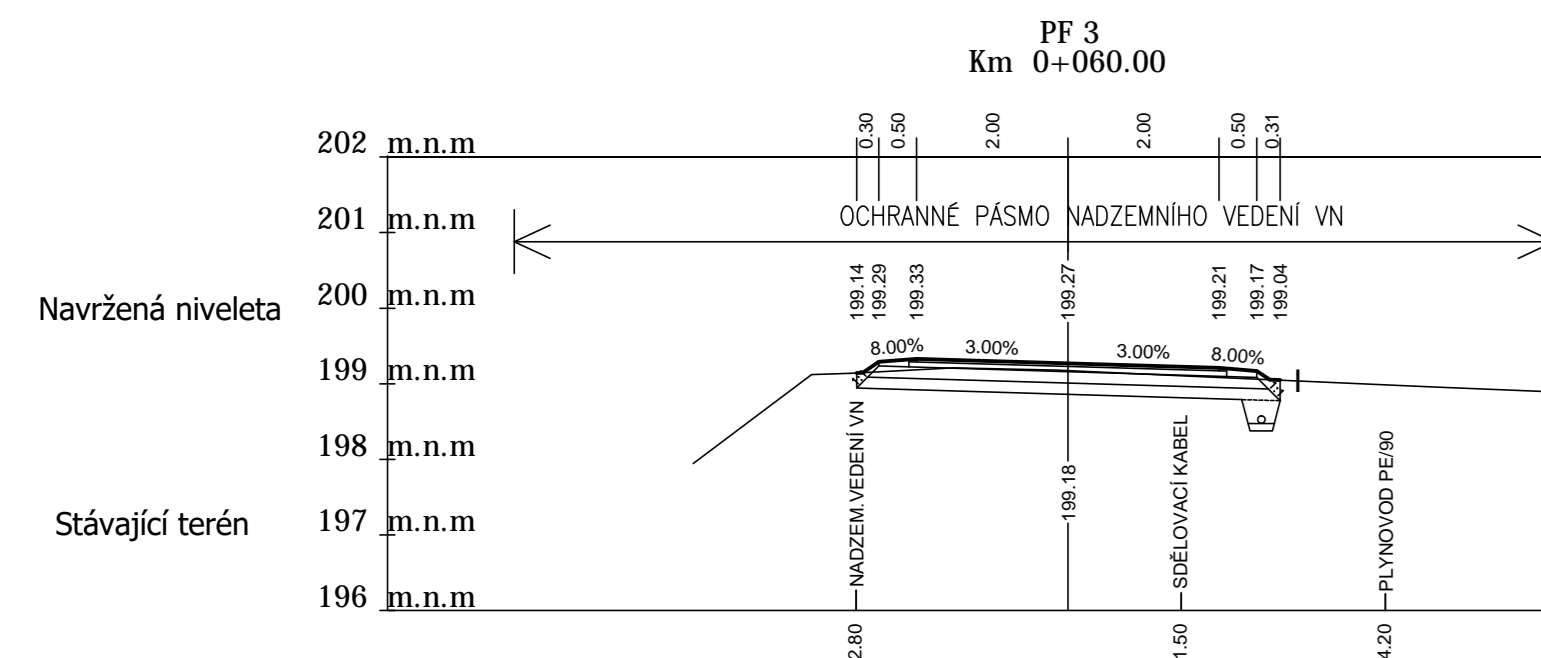 PF 3
Km 0+060.00
0.30
0.50
2.00
2.00
0.50
0.31
202 m.n.m
201 m.n.m
OCHRANNÉ PÁSMO NADZEMNÍHO VEDENÍ VN
199.14
199.29
199.33
199.27
199.21
199.17
199.04
200 m.n.m
Navržená niveleta
8.00%
3.00%
3.00%
8.00%
199 m.n.m
198 m.n.m
NADZEM.VEDENÍ VN
199.18
SDĚLOVACÍ KABEL
PLYNOVOD PE/90
Stávající terén
197 m.n.m
196 m.n.m
2.80
1.50
4.20